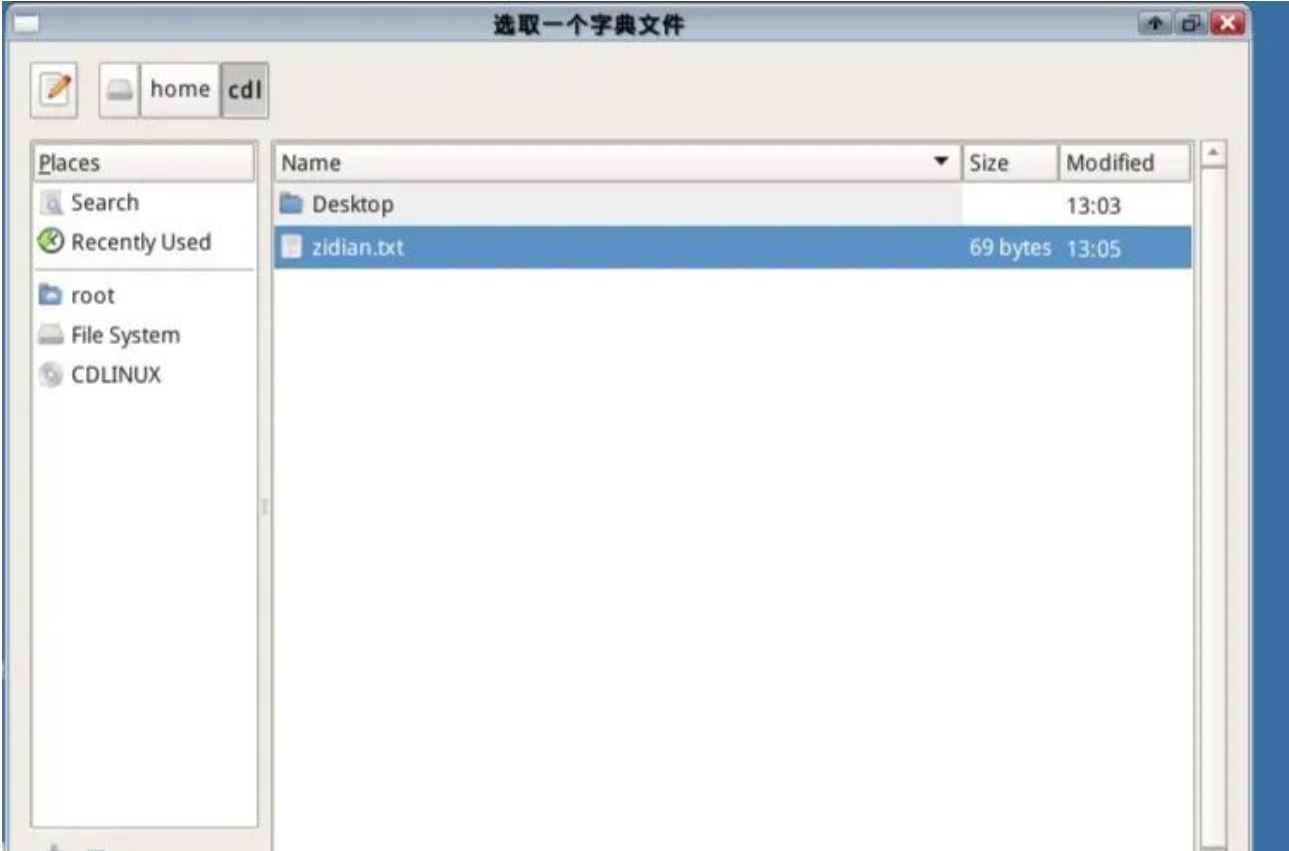 选取一个字典文件
home cdl
Places
Name Size Modified
Search
Desktop 13:03
Recently Used
zidian.txt 69 bytes 13:05
root
File System
CDLINUX